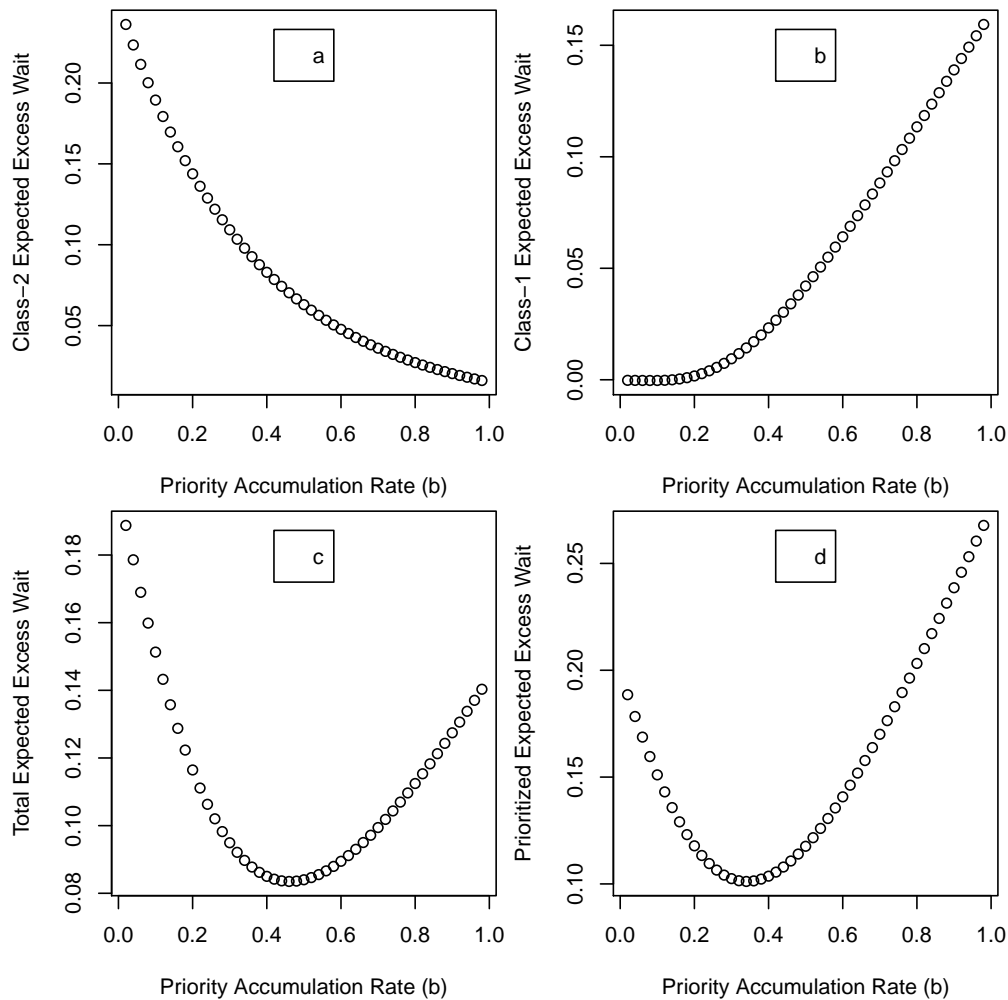 a
Class−2 Expected Excess Wait
0.20
0.15
0.10
0.05
0.0 0.2 0.4 0.6 0.8 1.0
Priority Accumulation Rate (b)
b
Class−1 Expected Excess Wait
0.15
0.10
0.05
0.00
0.0 0.2 0.4 0.6 0.8 1.0
Priority Accumulation Rate (b)
c
Total Expected Excess Wait
0.18
0.16
0.14
0.12
0.10
0.08
0.0 0.2 0.4 0.6 0.8 1.0
Priority Accumulation Rate (b)
d
Prioritized Expected Excess Wait
0.25
0.20
0.15
0.10
0.0 0.2 0.4 0.6 0.8 1.0
Priority Accumulation Rate (b)